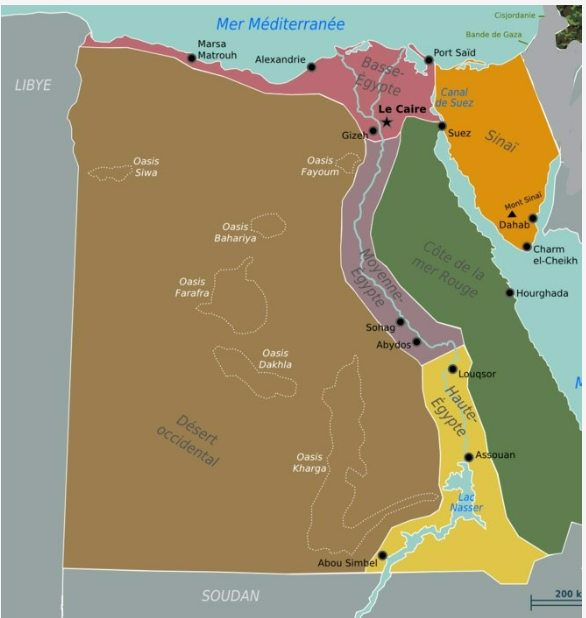 Cisjordanie
Mer Méditerranée
Bande de Gaza
Marsa
Matrouh
Alexandrie
Port Saïd
Basse-
Égypte
LIBYE
Canal
de Suez
Le Caire
Gizeh
Suez
Sinaï
Oasis
Siwa
Oasis
Fayoum
Mont Sinaï
Dahab
Oasis
Bahariya
Charm
el-Cheikh
Côte de la
mer Rouge
Moyenne-
Égypte
Oasis
Farafra
Hourghada
Sohag
Abydos
Oasis
Dakhla
Louqsor
M
Haute-
Égypte
Désert
occidental
Oasis
Kharga
Assouan
Lac
Nasser
Abou Simbel
SOUDAN
200 k